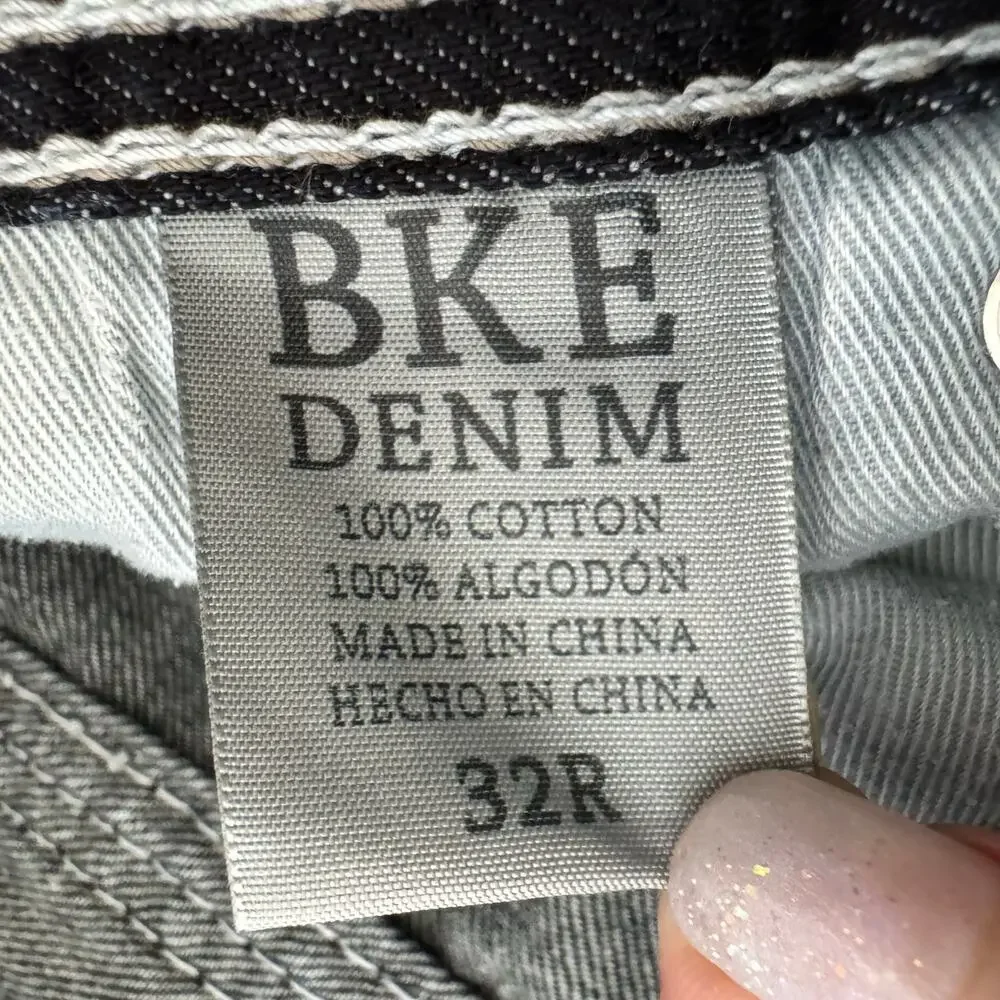 BKE
DENIM
100% COTTON
100% ALGODÓN
MADE IN CHINA
HECHO EN CHINA
32R